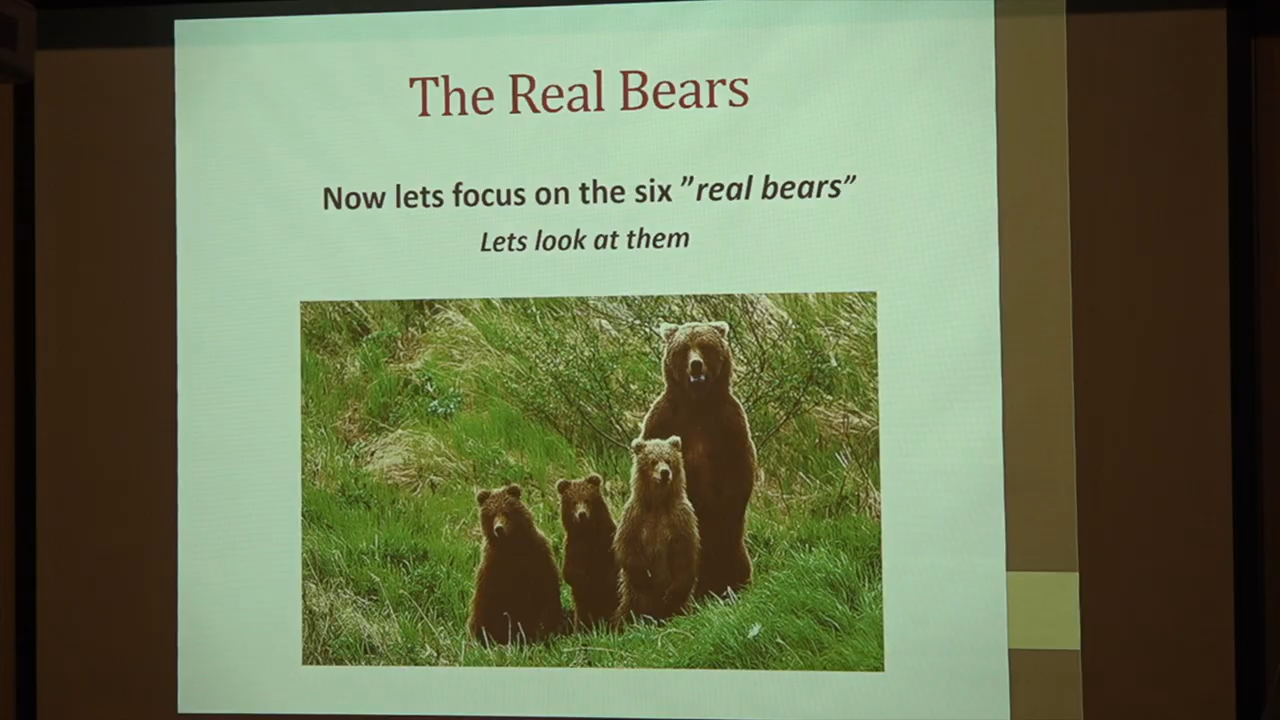 The Real Bears
Now lets focus on the six ”real bears”
Lets look at them